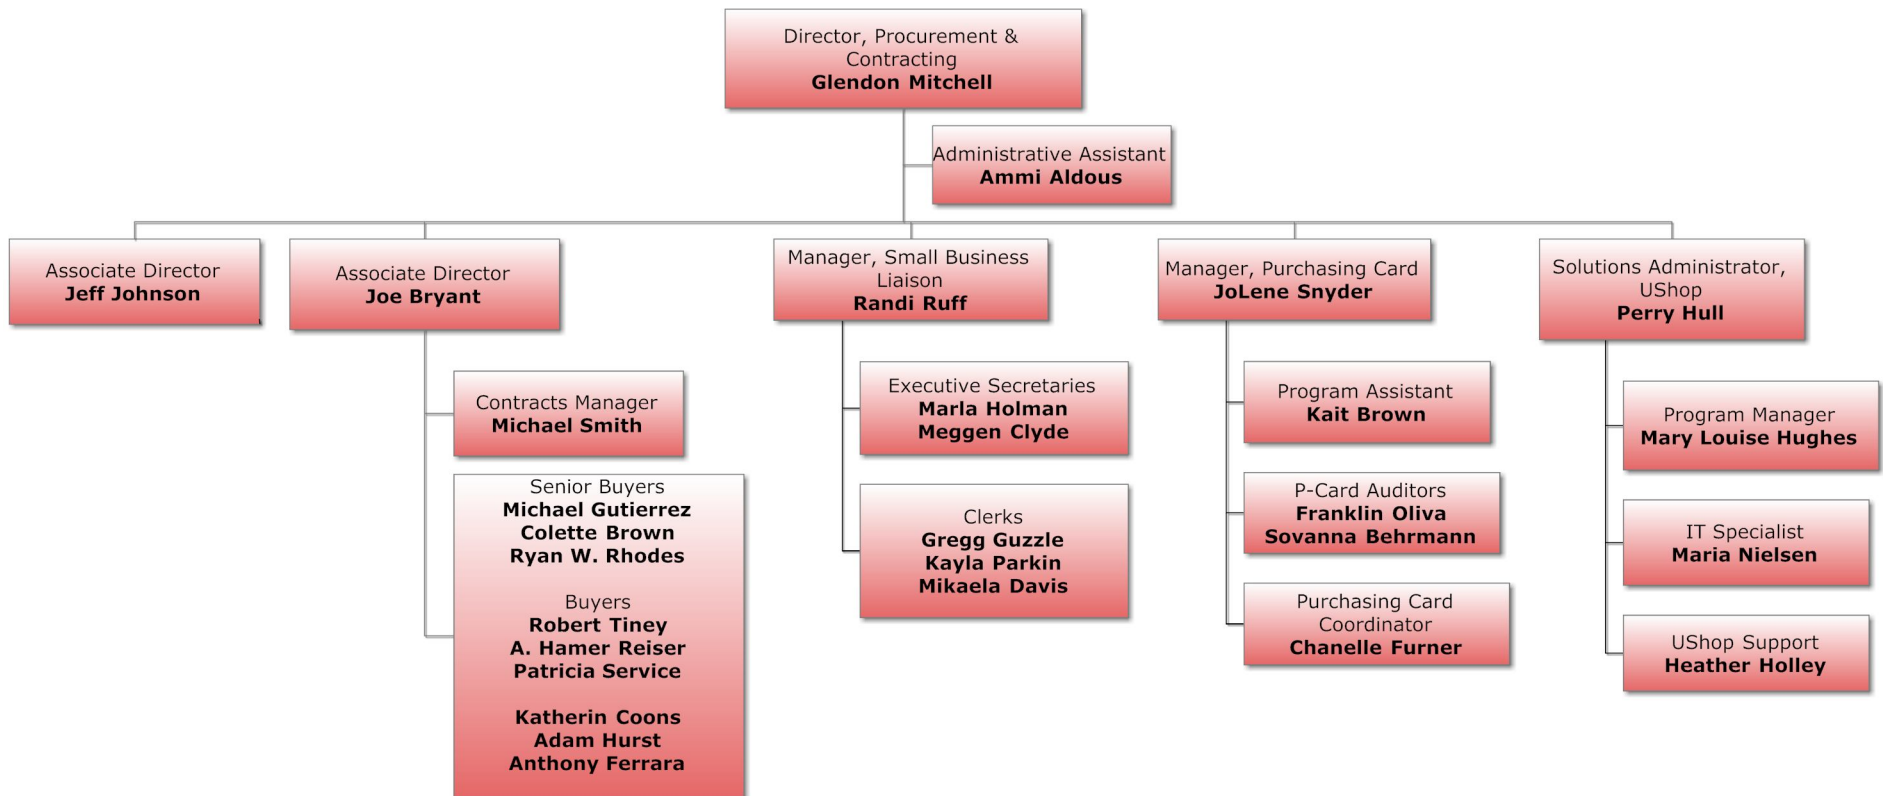 Director, Procurement &
Contracting
Glendon Mitchell
Administrative Assistant
Ammi Aldous
Associate Director
Jeff Johnson
Associate Director
Joe Bryant
Contracts Manager
Michael Smith
Senior Buyers
Michael Gutierrez
Colette Brown
Ryan W. Rhodes
Buyers
Robert Tiney
A. Hamer Reiser
Patricia Service
Katherin Coons
Adam Hurst
Anthony Ferrara
Manager, Small Business
Liaison
Randi Ruff
Executive Secretaries
Marla Holman
Meggen Clyde
Clerks
Gregg Guzzle
Kayla Parkin
Mikaela Davis
Manager, Purchasing Card
JoLene Snyder
Program Assistant
Kait Brown
P-Card Auditors
Franklin Oliva
Sovanna Behrmann
Purchasing Card
Coordinator
Chanelle Furner
Solutions Administrator,
UShop
Perry Hull
Program Manager
Mary Louise Hughes
IT Specialist
Maria Nielsen
UShop Support
Heather Holley